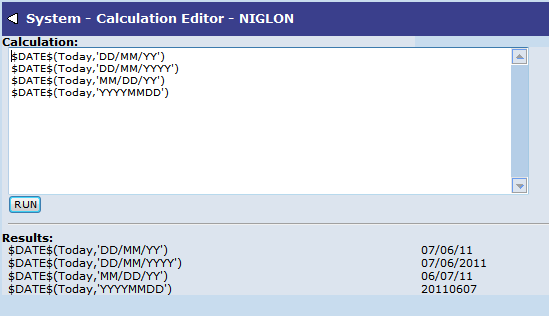 System - Calculation Editor - NIGLON
Calculation:
$DATE$(Today,'DD/MM/YY')
$DATE$(Today,'DD/MM/YYYY')
$DATE$(Today,'MM/DD/YY')
$DATE$(Today,'YYYYMMDD')
RUN
Results:
$DATE$(Today,'DD/MM/YY') 07/06/11
$DATE$(Today,'DD/MM/YYYY') 07/06/2011
$DATE$(Today,'MM/DD/YY') 06/07/11
$DATE$(Today,'YYYYMMDD') 20110607